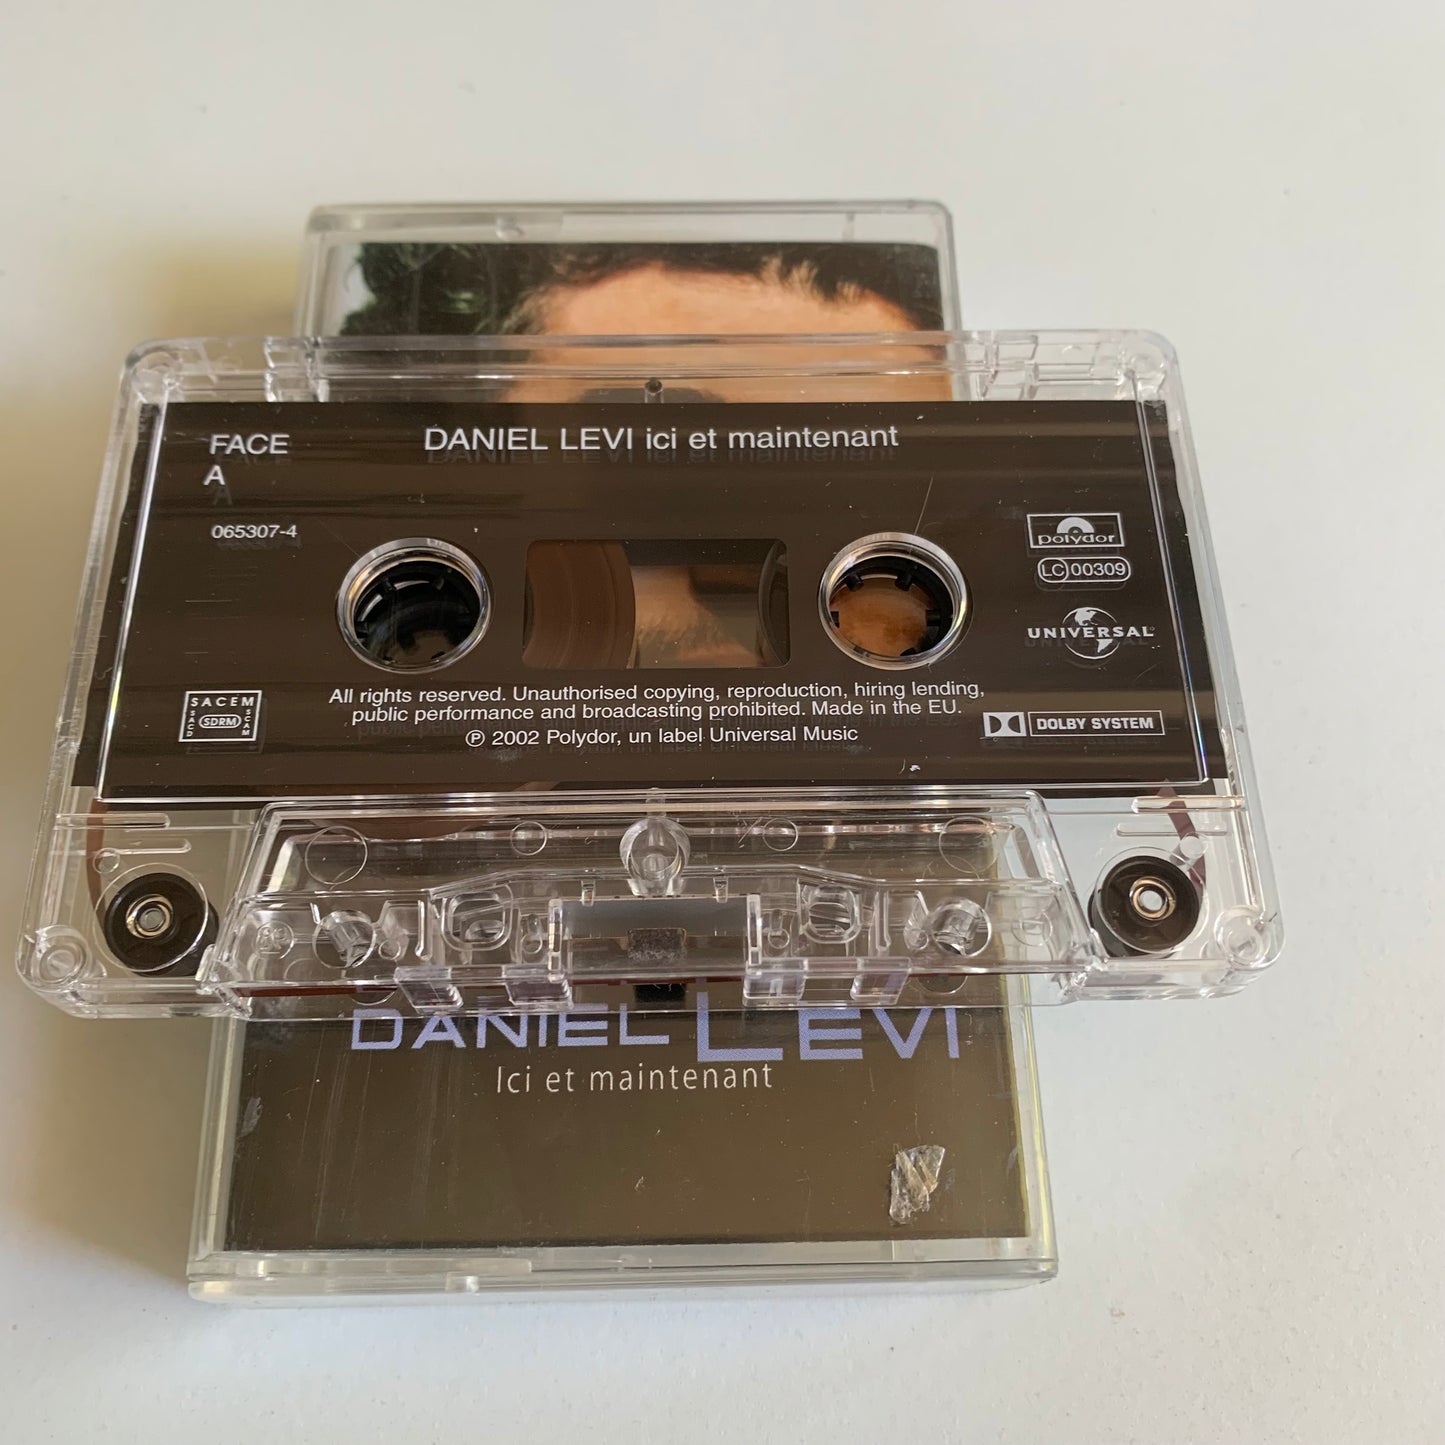 FACE
A
DANIEL LEVI ici et maintenant
065307-4
polydor
LC 00309
UNIVERSAL
SACEM
SACD
SDRM
SCAM
All rights reserved. Unauthorised copying, reproduction, hiring lending,
public performance and broadcasting prohibited. Made in the EU.
℗ 2002 Polydor, un label Universal Music
DOLBY SYSTEM
DANIEL LEVI
Ici et maintenant